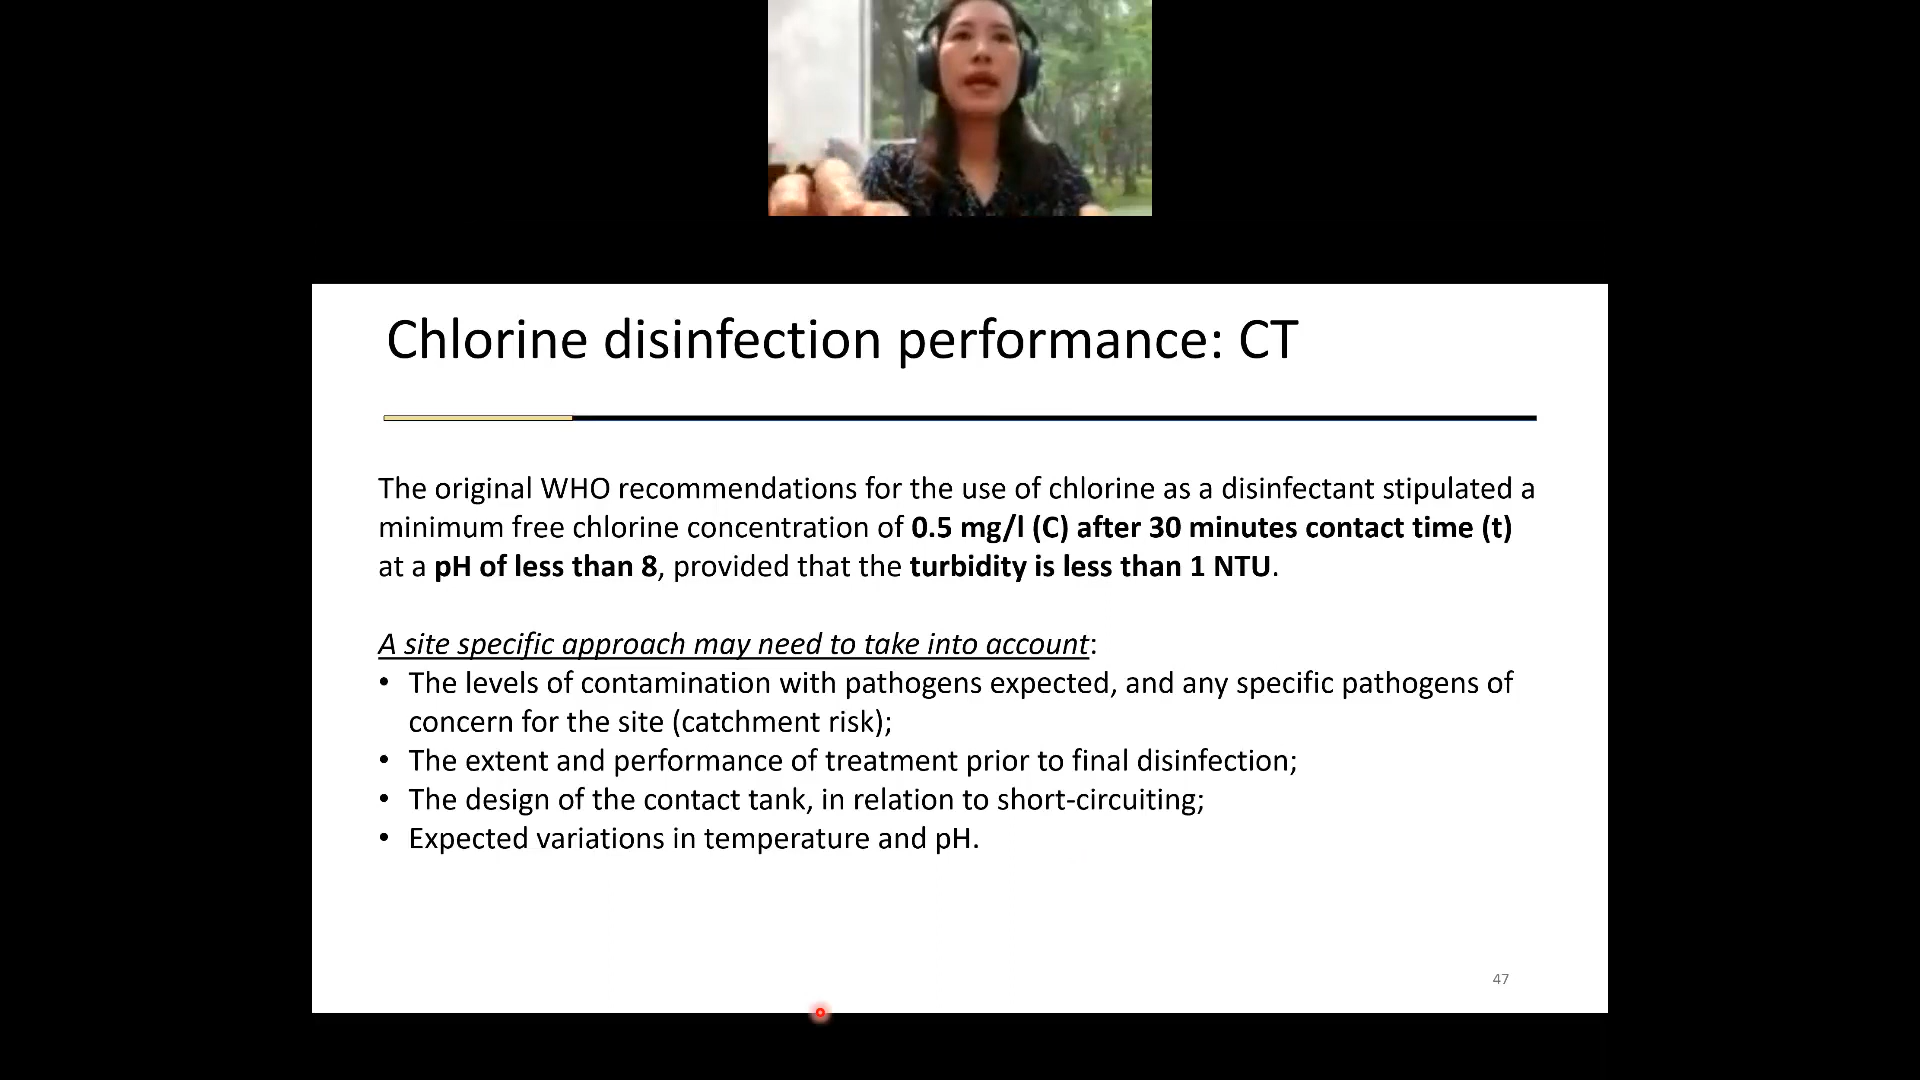 Chlorine disinfection performance: CT
The original WHO recommendations for the use of chlorine as a disinfectant stipulated a
minimum free chlorine concentration of 0.5 mg/l (C) after 30 minutes contact time (t)
at a pH of less than 8, provided that the turbidity is less than 1 NTU.
A site specific approach may need to take into account:
• The levels of contamination with pathogens expected, and any specific pathogens of
concern for the site (catchment risk);
• The extent and performance of treatment prior to final disinfection;
• The design of the contact tank, in relation to short-circuiting;
• Expected variations in temperature and pH.
47